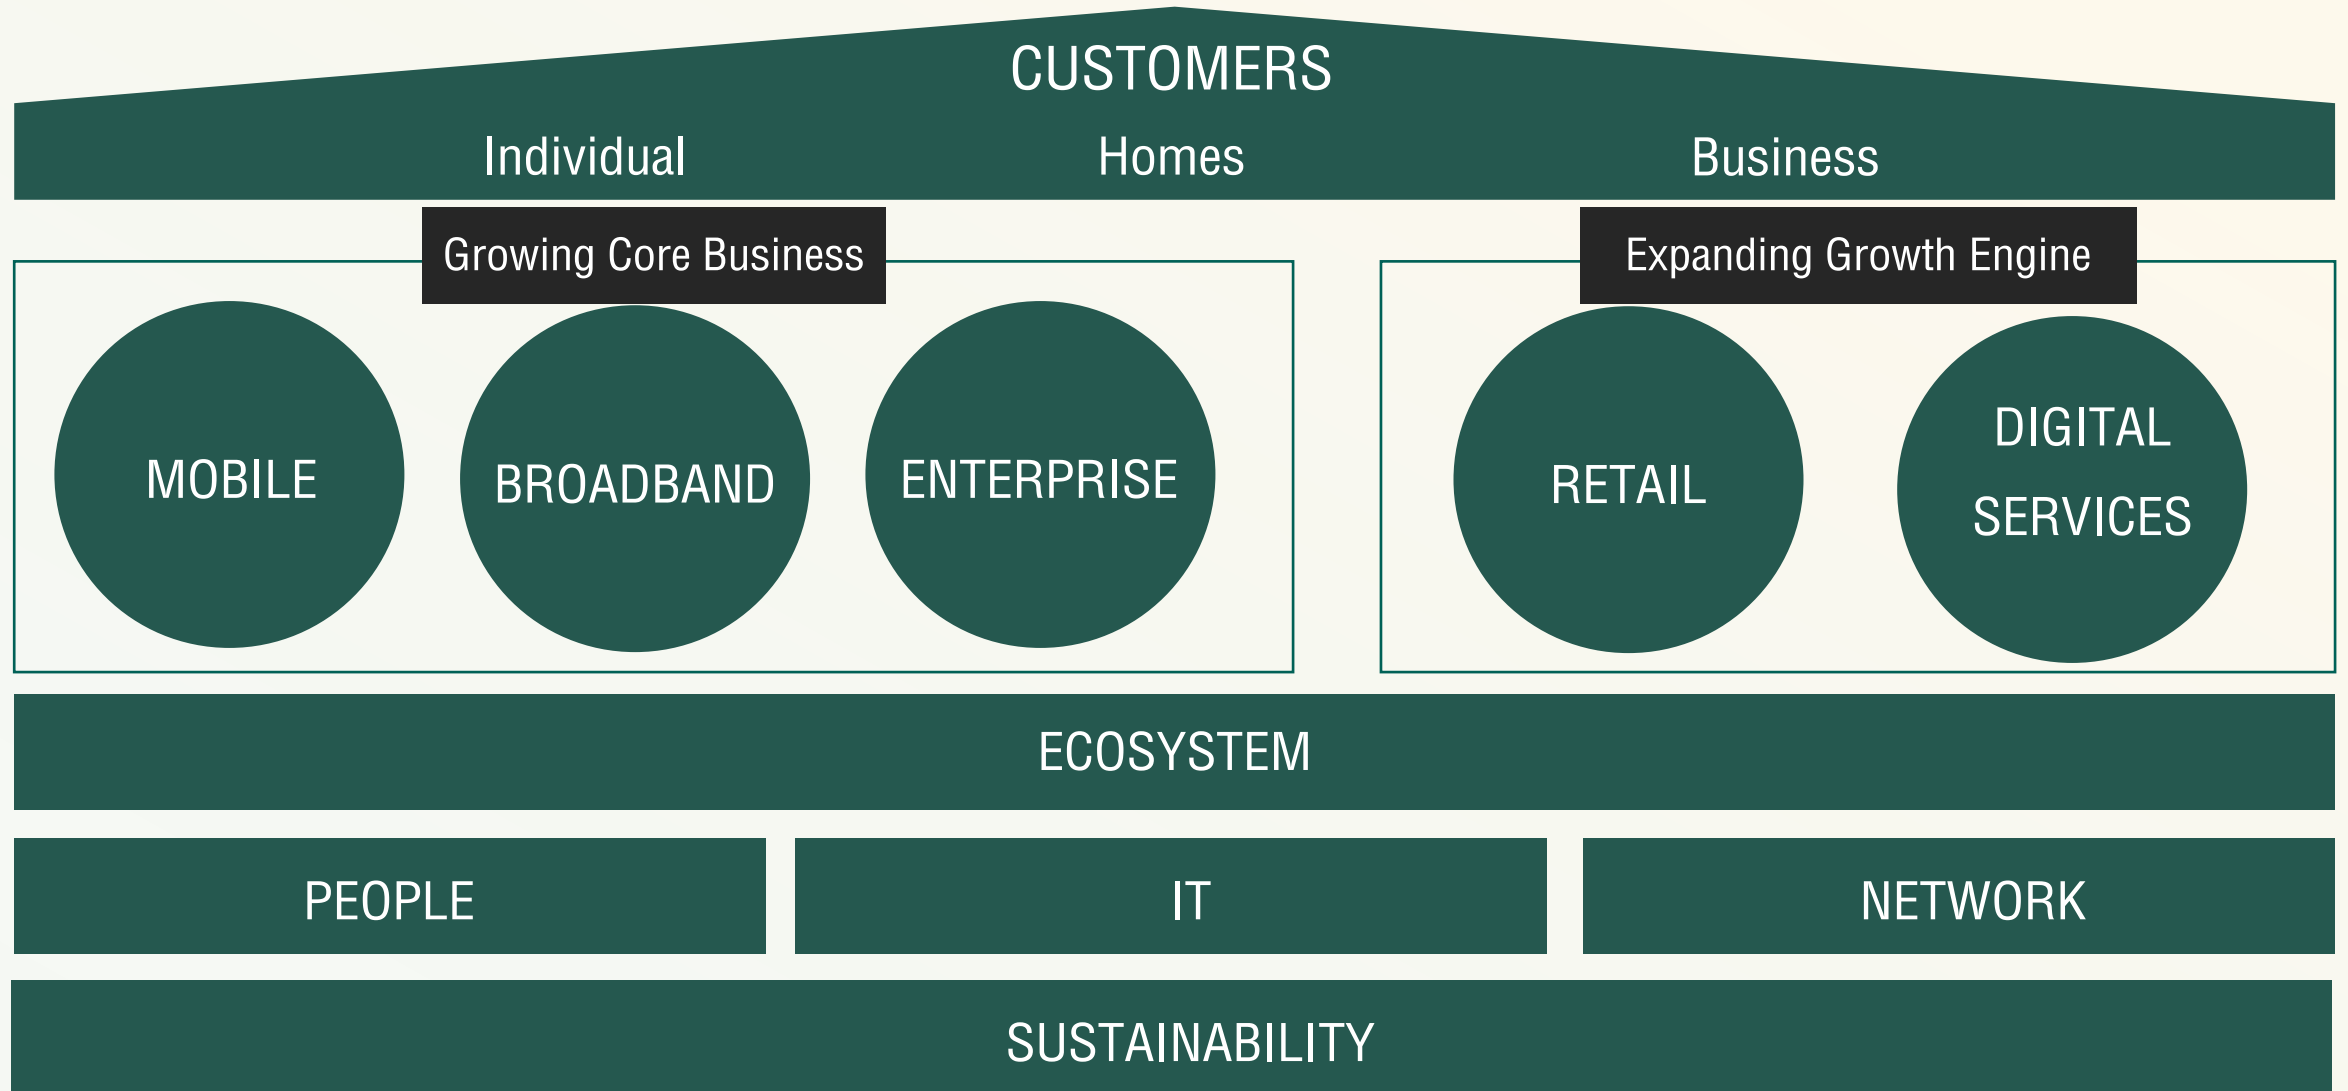 CUSTOMERS
Individual Homes Business
Growing Core Business
MOBILE BROADBAND ENTERPRISE
Expanding Growth Engine
RETAIL
DIGITAL
SERVICES
ECOSYSTEM
PEOPLE IT NETWORK
SUSTAINABILITY